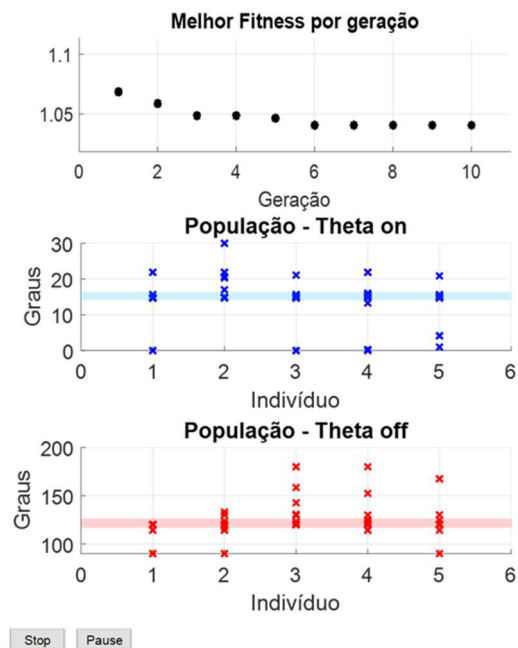 Melhor Fitness por geração
1.1
1.05
0 2 4 6 8 10
Geração
População - Theta on
30
20
10
0
Graus
0 1 2 3 4 5 6
Indivíduo
População - Theta off
200
150
100
Graus
0 1 2 3 4 5 6
Indivíduo
Stop Pause